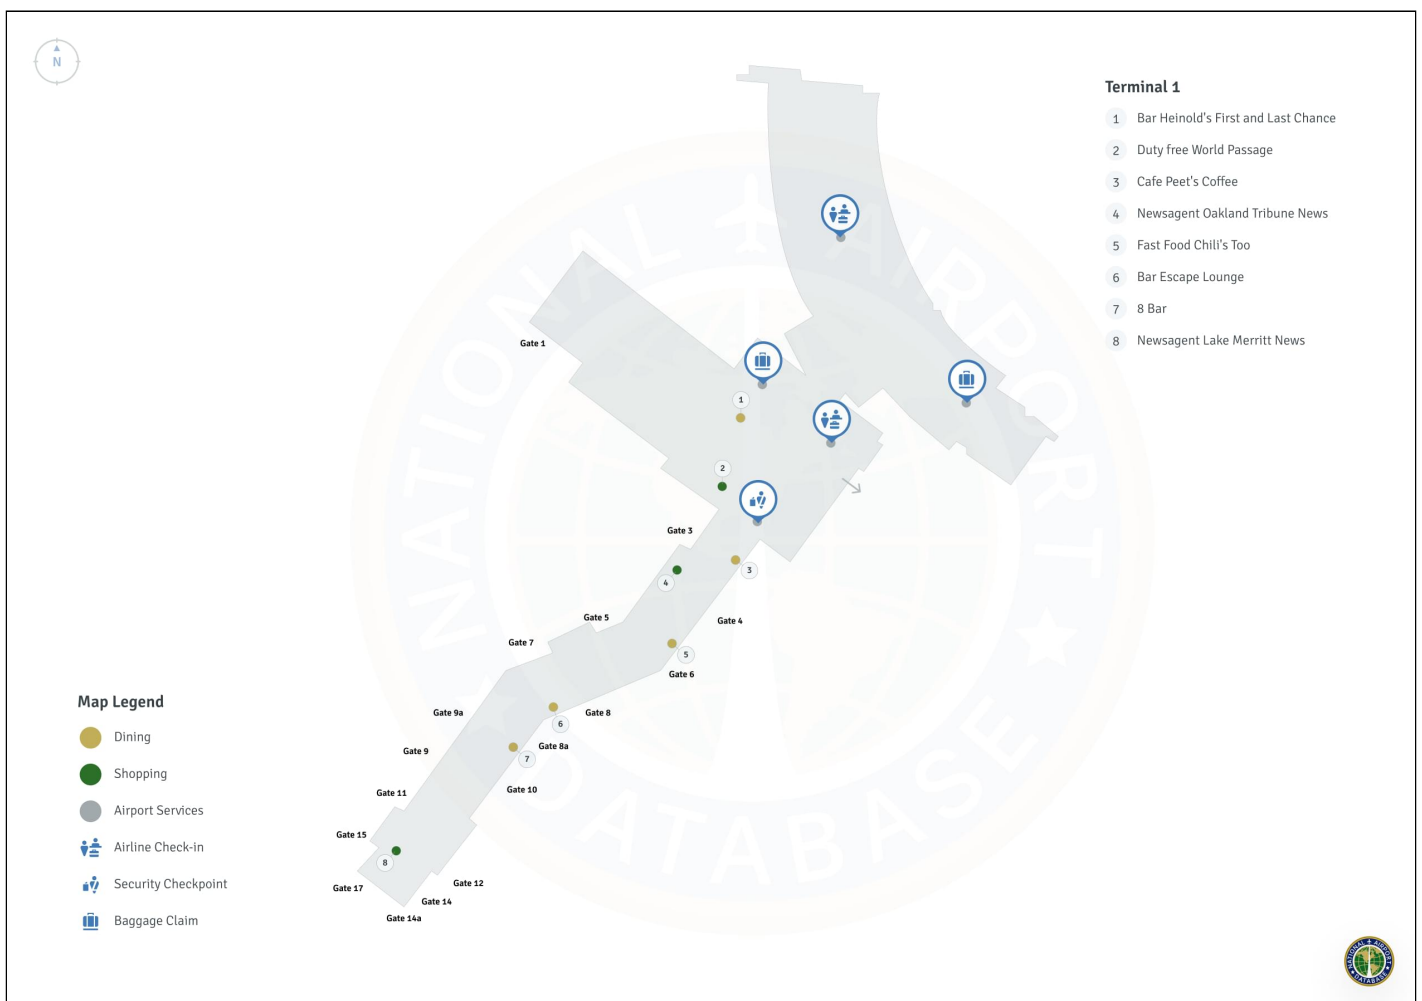 N
Terminal 1
1 Bar Heinold's First and Last Chance
2 Duty free World Passage
3 Cafe Peet's Coffee
4 Newsagent Oakland Tribune News
5 Fast Food Chili's Too
6 Bar Escape Lounge
7 8 Bar
8 Newsagent Lake Merritt News
NATIONAL AIRPORT
DATABASE
Gate 1
1
2
Gate 3
3
4
Gate 5
Gate 4
Gate 7
5
Gate 6
Gate 9a
Gate 8
6
Gate 9
Gate 8a
7
Gate 11
Gate 10
Gate 15
8
Gate 17
Gate 12
Gate 14
Gate 14a
Map Legend
Dining
Shopping
Airport Services
Airline Check-in
Security Checkpoint
Baggage Claim
NATIONAL AIRPORT
DATABASE